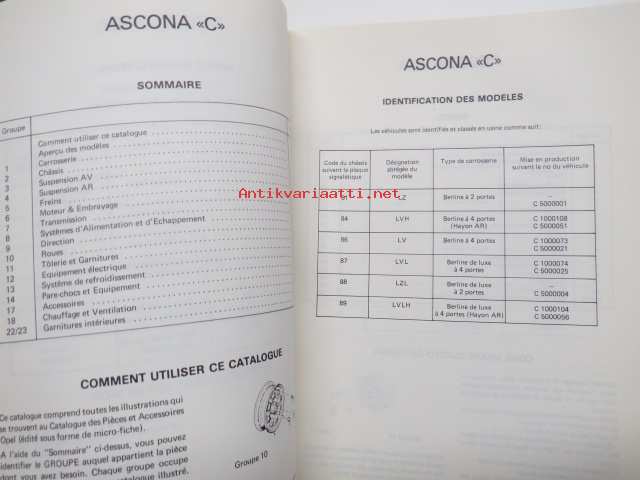 ASCONA «C»
SOMMAIRE
Groupe
Comment utiliser ce catalogue
Aperçu des modèles
1 Carrosserie
2 Châssis
3 Suspension AV
4 Suspension AR
5 Freins
6 Moteur & Embrayage
7 Transmission
8 Systèmes d'Alimentation et d'Echappement
9 Direction
10 Roues
11 Tôlerie et Garnitures
12 Equipement électrique
13 Système de refroidissement
14 Pare-chocs et Equipement
17 Accessoires
18 Chauffage et Ventilation
22/23 Garnitures intérieures
COMMENT UTILISER CE CATALOGUE
Ce catalogue comprend toutes les illustrations qui
se trouvent au Catalogue des Pièces et Accessoires
Opel (édité sous forme de micro-fiche).
A l'aide du "Sommaire" ci-dessus, vous pouvez
identifier le GROUPE auquel appartient la pièce
dont vous avez besoin. Chaque groupe occupe
catalogue illustré.
Groupe 10
ASCONA «C»
IDENTIFICATION DES MODELES
Les véhicules sont identifiés et classés en usine comme suit:
Code du châssis suivant la plaque signalétique Désignation abrégée du modèle Type de carrosserie Mise en production suivant le no du véhicule
LZ Berline à 2 portes – C 5000001
84 LVH Berline à 4 portes (Hayon AR) C 1000108 C 5000051
86 LV Berline à 4 portes C 1000073 C 5000021
87 LVL Berline de luxe à 4 portes C 1000074 C 5000025
88 LZL Berline de luxe à 2 portes – C 5000004
89 LVLH Berline de luxe à 4 portes (Hayon AR) C 1000104 C 5000056
Antikvariaatti.net